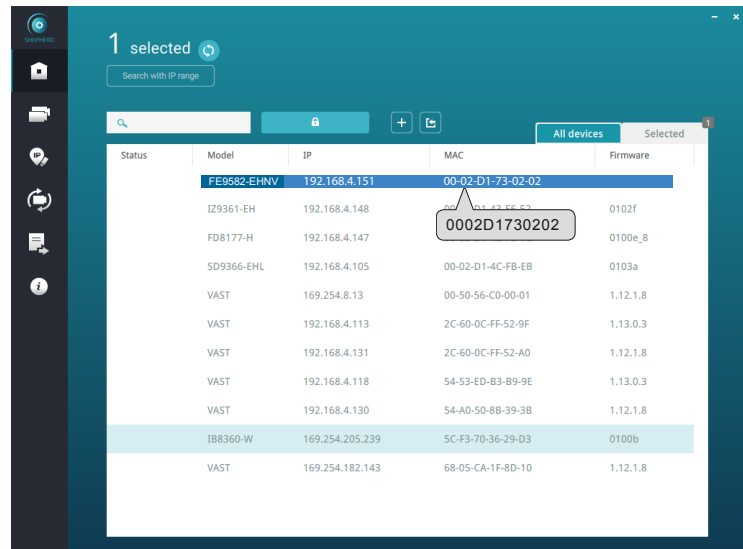 SHEPHERD
1 selected
Search with IP range
All devices
Selected
1
Status Model IP MAC Firmware
FE9582-EHNV 192.168.4.151 00-02-D1-73-02-02
IZ9361-EH 192.168.4.148 0102f
0002D1730202
FD8177-H 192.168.4.147 0100e_8
SD9366-EHL 192.168.4.105 00-02-D1-4C-FB-EB 0103a
VAST 169.254.8.13 00-50-56-C0-00-01 1.12.1.8
VAST 192.168.4.113 2C-60-0C-FF-52-9F 1.13.0.3
VAST 192.168.4.131 2C-60-0C-FF-52-A0 1.12.1.8
VAST 192.168.4.118 54-53-ED-B3-B9-9E 1.13.0.3
VAST 192.168.4.130 54-A0-50-8B-39-3B 1.12.1.8
IB8360-W 169.254.205.239 5C-F3-70-36-29-D3 0100b
VAST 169.254.182.143 68-05-CA-1F-8D-10 1.12.1.8
IP